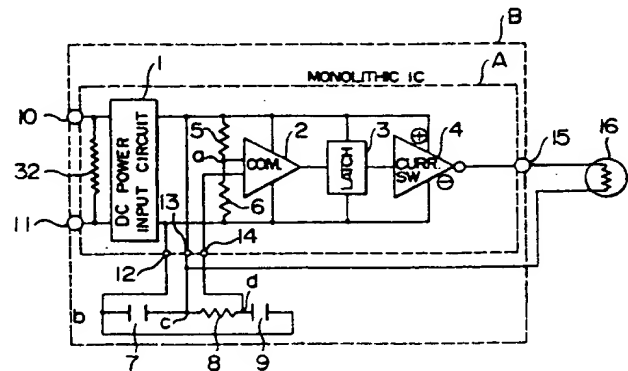 B
A
1
MONOLITHIC IC
10
5
2
3
4
15
16
a
32
DC POWER
INPUT CIRCUIT
COM.
LATCH
CURR.
SW
⊕
⊖
6
11
12
13
14
b
c
d
7
8
9